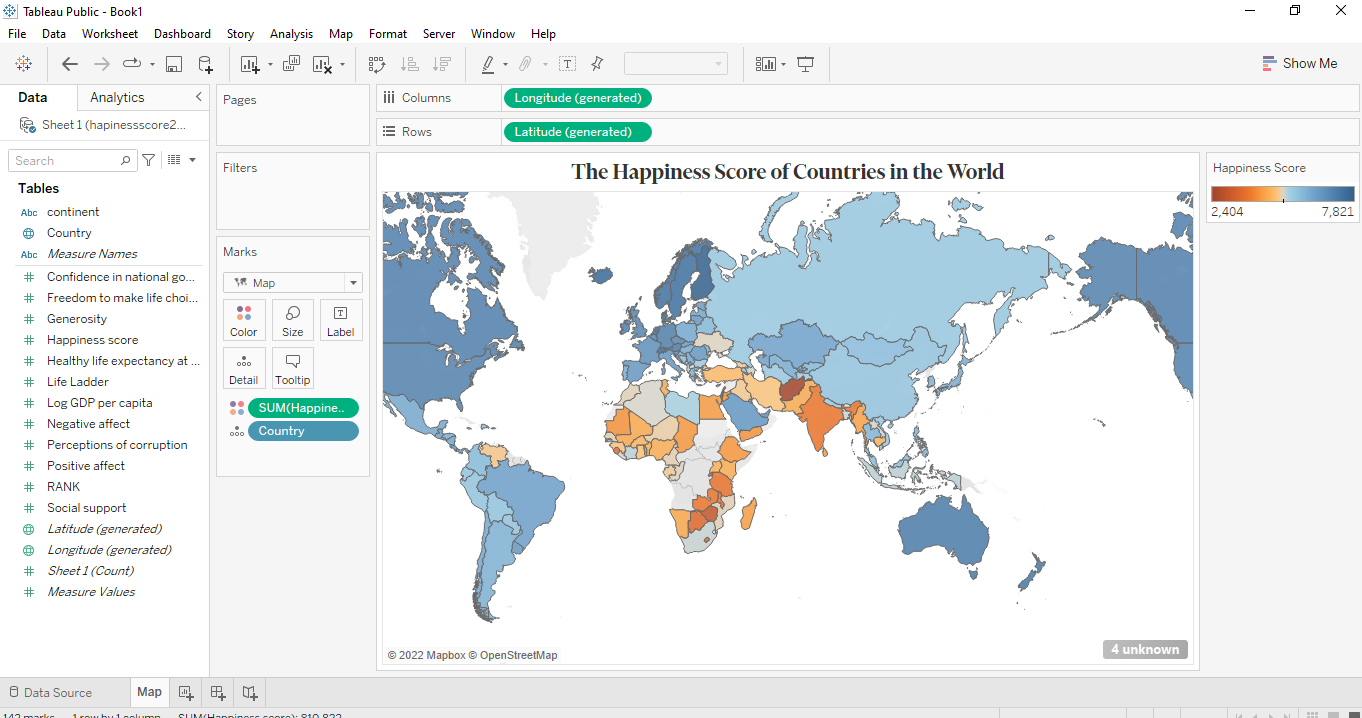 Tableau Public - Book1
File Data Worksheet Dashboard Story Analysis Map Format Server Window Help
Show Me
Data Analytics
Sheet 1 (hapinessscore2...
Search
Tables
Abc continent
Country
Abc Measure Names
Confidence in national go...
Freedom to make life choi...
Generosity
Happiness score
Healthy life expectancy at ...
Life Ladder
Log GDP per capita
Negative affect
Perceptions of corruption
Positive affect
RANK
Social support
Latitude (generated)
Longitude (generated)
Sheet 1 (Count)
Measure Values
Pages
Filters
Marks
Map
Color Size Label
Detail Tooltip
SUM(Happine..
Country
Columns Longitude (generated)
Rows Latitude (generated)
The Happiness Score of Countries in the World
© 2022 Mapbox © OpenStreetMap
4 unknown
Happiness Score
2,404 7,821
Data Source Map
142 marks 1 row by 1 column SUM(Happiness score): 810,822